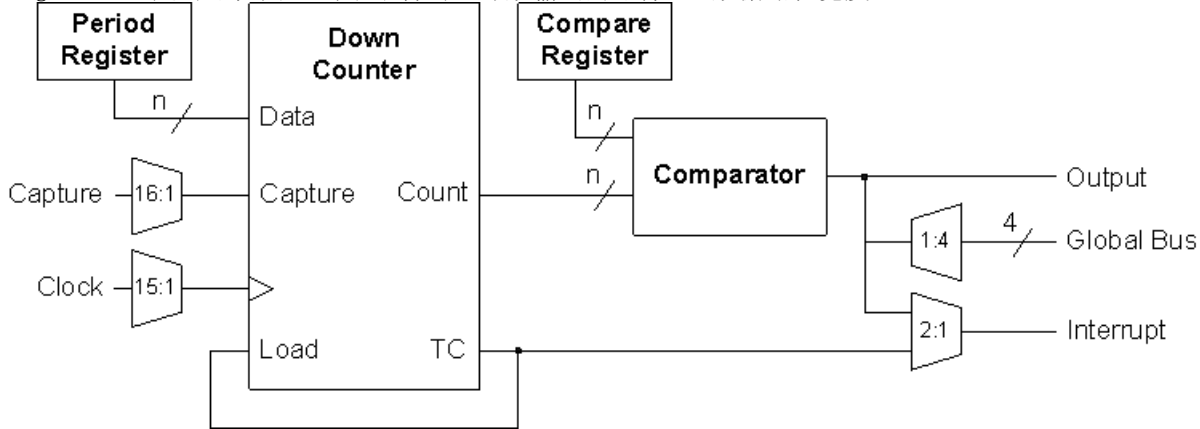 Period
Register
Down
Counter
Compare
Register
n
Data
n
Capture
16:1
Capture
Count
n
Comparator
Output
1:4
4
Global Bus
Clock
15:1
2:1
Interrupt
Load
TC